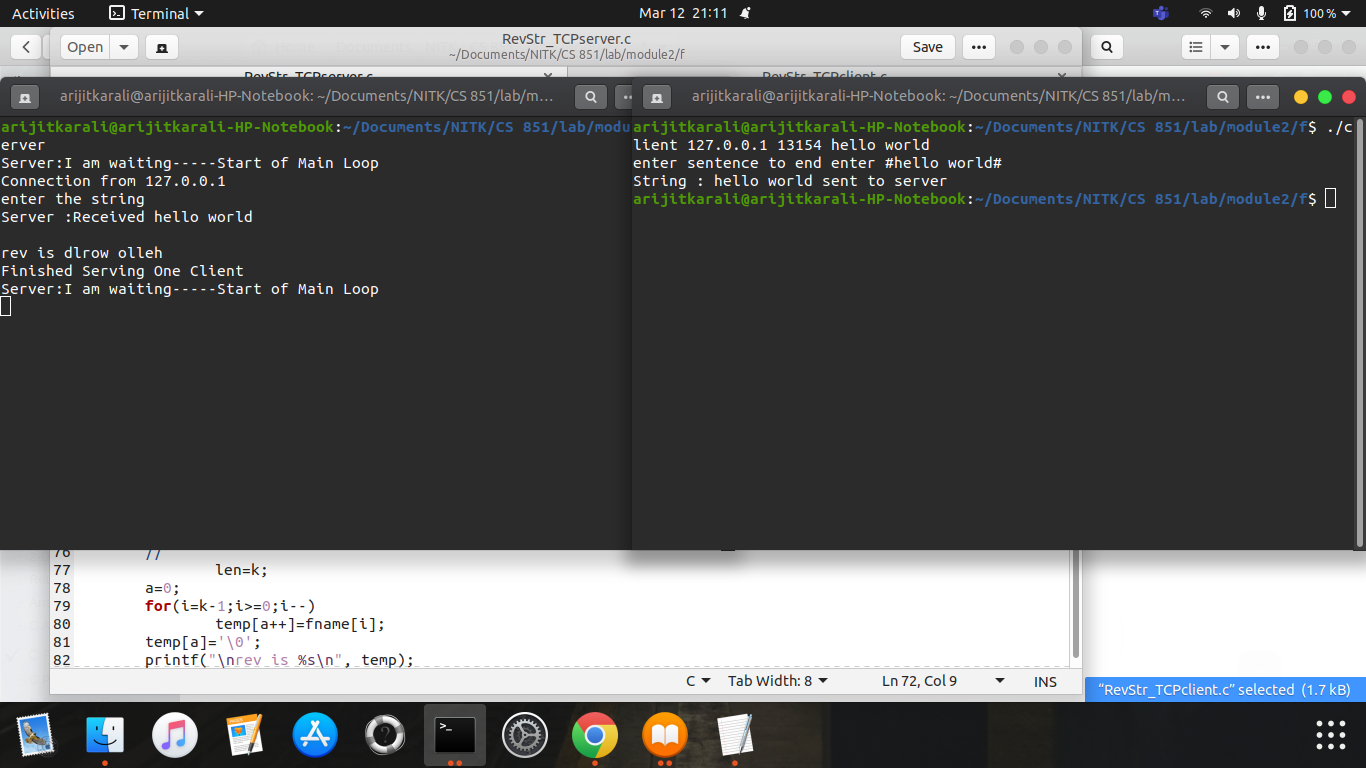 Activities
Terminal
Mar 12 21:11
100 %
Open
RevStr_TCPserver.c
~/Documents/NITK/CS 851/lab/module2/f
Save
RevStr_TCPserver.c
RevStr_TCPclient.c
arijitkarali@arijitkarali-HP-Notebook: ~/Documents/NITK/CS 851/lab/m...
arijitkarali@arijitkarali-HP-Notebook:~/Documents/NITK/CS 851/lab/modu
erver
Server:I am waiting-----Start of Main Loop
Connection from 127.0.0.1
enter the string
Server :Received hello world
rev is dlrow olleh
Finished Serving One Client
Server:I am waiting-----Start of Main Loop
arijitkarali@arijitkarali-HP-Notebook: ~/Documents/NITK/CS 851/lab/m...
arijitkarali@arijitkarali-HP-Notebook:~/Documents/NITK/CS 851/lab/module2/f$ ./c
lient 127.0.0.1 13154 hello world
enter sentence to end enter #hello world#
String : hello world sent to server
arijitkarali@arijitkarali-HP-Notebook:~/Documents/NITK/CS 851/lab/module2/f$
76 //
77 len=k;
78 a=0;
79 for(i=k-1;i>=0;i--)
80 temp[a++]=fname[i];
81 temp[a]='\0';
82 printf("\nrev is %s\n", temp);
C
Tab Width: 8
Ln 72, Col 9
INS
“RevStr_TCPclient.c” selected (1.7 kB)
>_